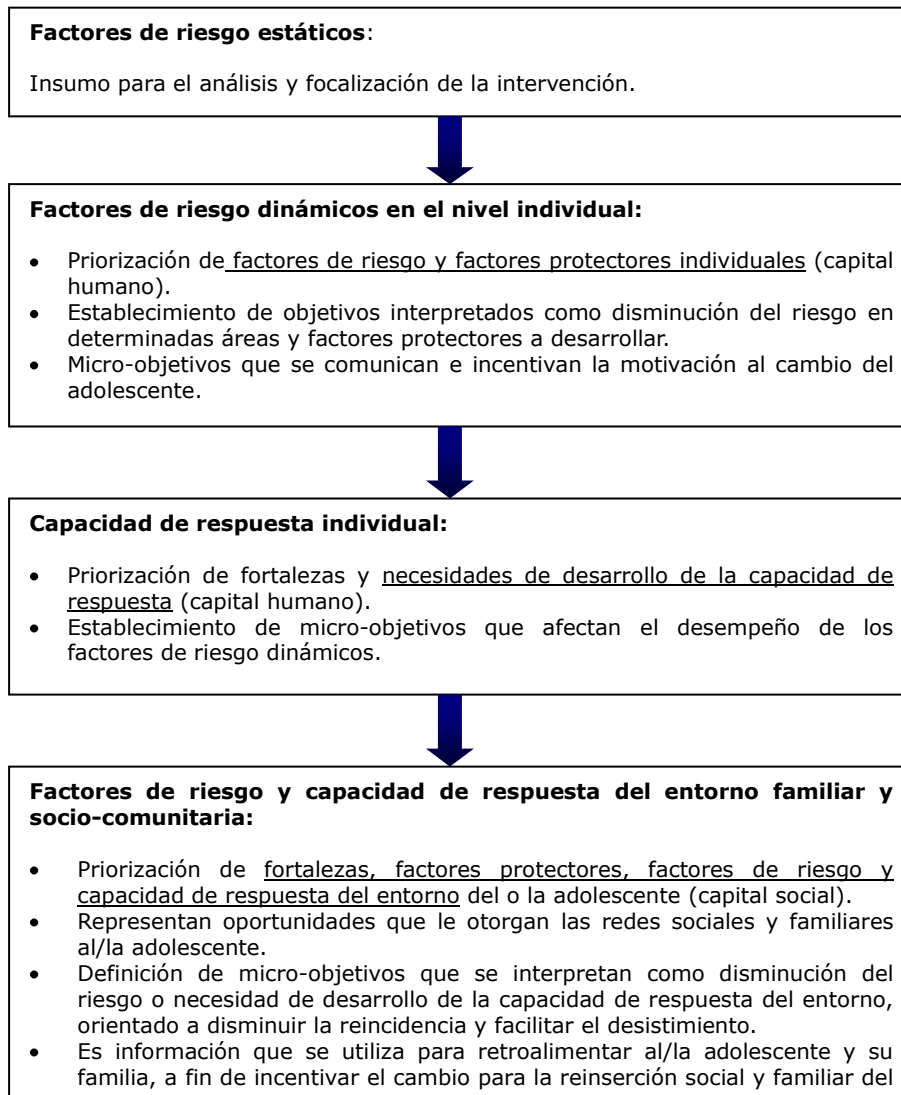 Factores de riesgo estáticos:
Insumo para el análisis y focalización de la intervención.
Factores de riesgo dinámicos en el nivel individual:
• Priorización de factores de riesgo y factores protectores individuales (capital
humano).
• Establecimiento de objetivos interpretados como disminución del riesgo en
determinadas áreas y factores protectores a desarrollar.
• Micro-objetivos que se comunican e incentivan la motivación al cambio del
adolescente.
Capacidad de respuesta individual:
• Priorización de fortalezas y necesidades de desarrollo de la capacidad de
respuesta (capital humano).
• Establecimiento de micro-objetivos que afectan el desempeño de los
factores de riesgo dinámicos.
Factores de riesgo y capacidad de respuesta del entorno familiar y
socio-comunitaria:
• Priorización de fortalezas, factores protectores, factores de riesgo y
capacidad de respuesta del entorno del o la adolescente (capital social).
• Representan oportunidades que le otorgan las redes sociales y familiares
al/la adolescente.
• Definición de micro-objetivos que se interpretan como disminución del
riesgo o necesidad de desarrollo de la capacidad de respuesta del entorno,
orientado a disminuir la reincidencia y facilitar el desistimiento.
• Es información que se utiliza para retroalimentar al/la adolescente y su
familia, a fin de incentivar el cambio para la reinserción social y familiar del